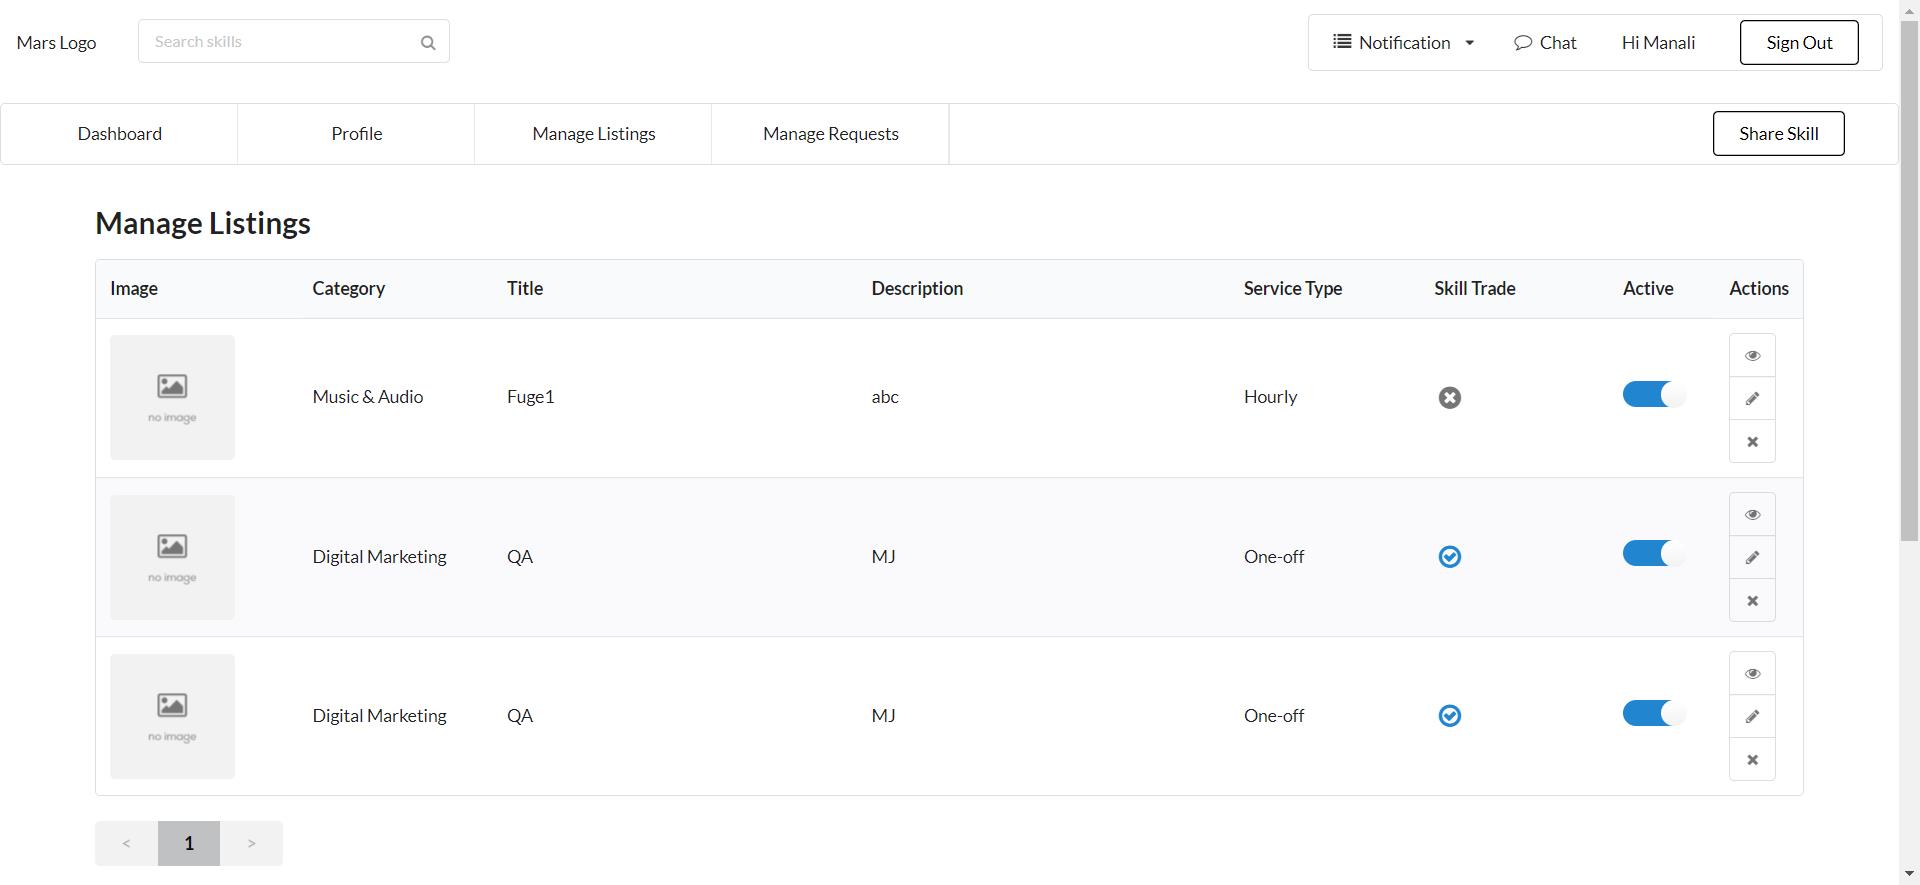 Mars Logo
Search skills
Notification
Chat
Hi Manali
Sign Out
Dashboard
Profile
Manage Listings
Manage Requests
Share Skill
Manage Listings
Image Category Title Description Service Type Skill Trade Active Actions
no image
Music & Audio Fuge1 abc Hourly
no image
Digital Marketing QA MJ One-off
no image
Digital Marketing QA MJ One-off
< 1 >